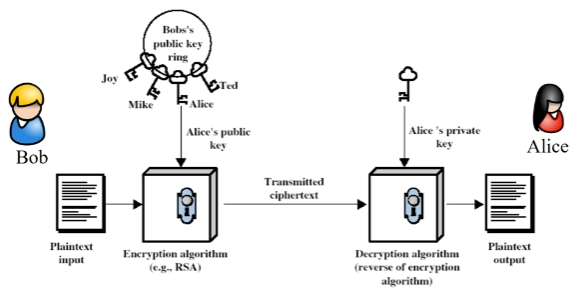 Bobs's
public key
ring
Joy
Ted
Mike
Alice
Bob
Alice's public
key
Alice 's private
key
Alice
Transmitted
ciphertext
Plaintext
input
Encryption algorithm
(e.g., RSA)
Decryption algorithm
(reverse of encryption
algorithm)
Plaintext
output